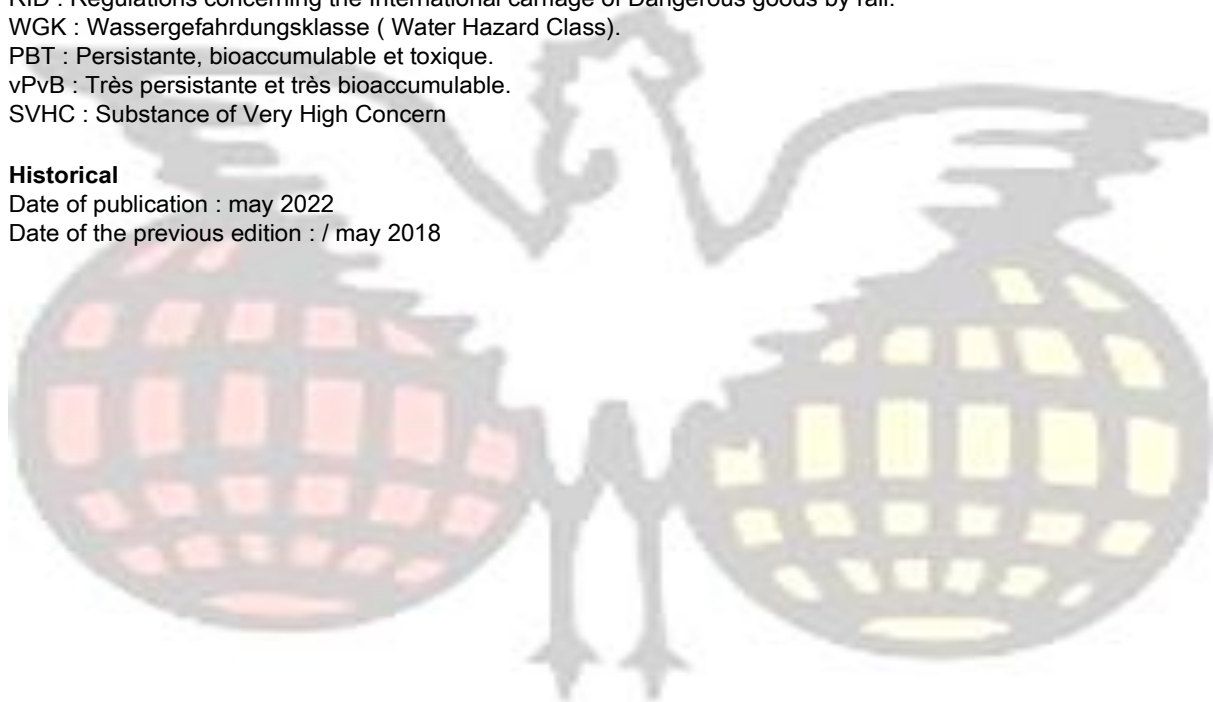 RID : Regulations concerning the International carriage of Dangerous goods by rail.
WGK : Wassergefahrdungsklasse ( Water Hazard Class).
PBT : Persistante, bioaccumulable et toxique.
vPvB : Très persistante et très bioaccumulable.
SVHC : Substance of Very High Concern
Historical
Date of publication : may 2022
Date of the previous edition : / may 2018